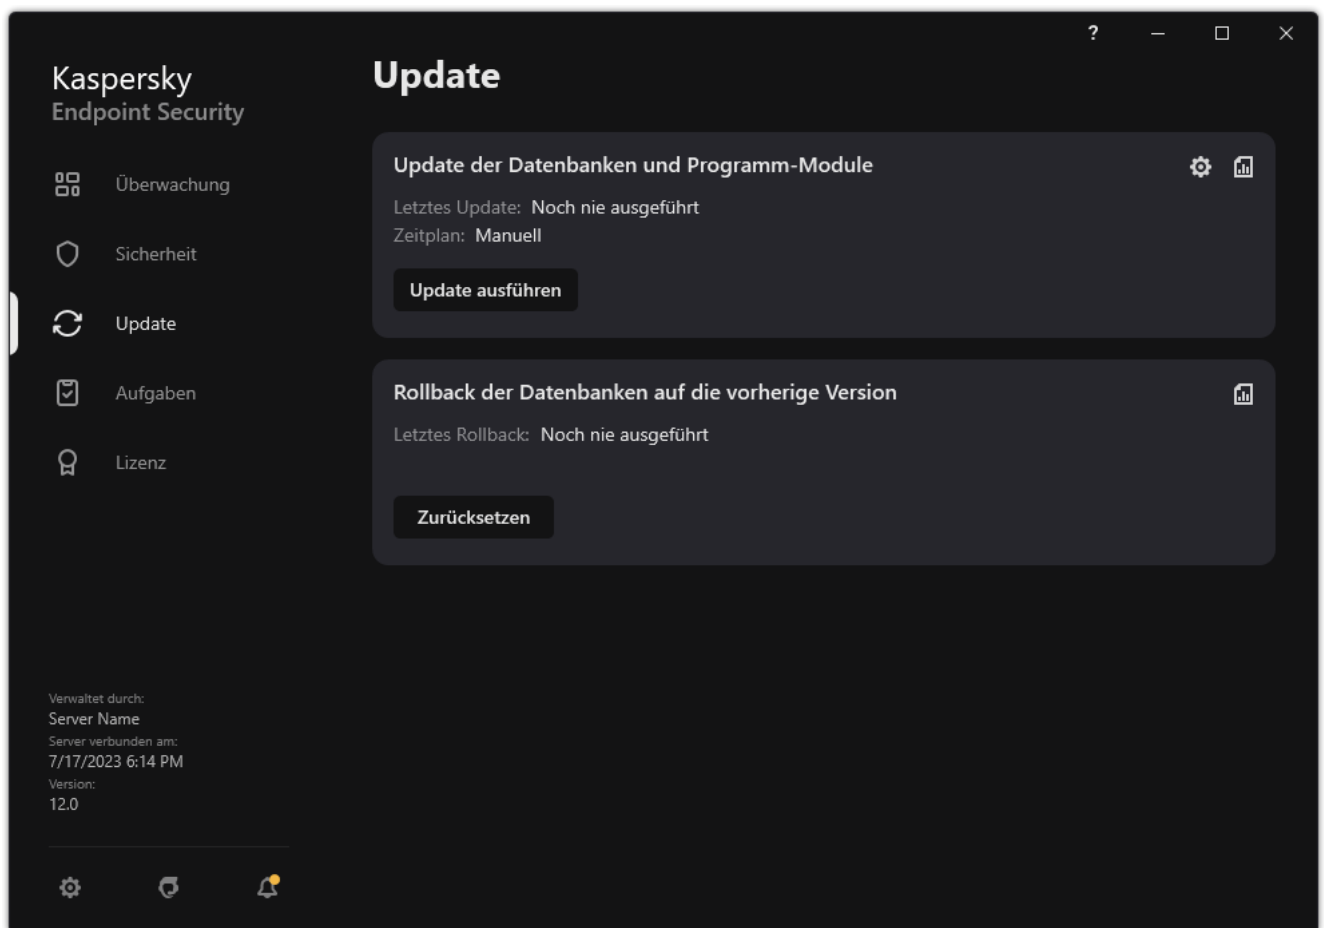 ?
Kaspersky
Endpoint Security
Update
Überwachung
Sicherheit
Update
Aufgaben
Lizenz
Update der Datenbanken und Programm-Module
Letztes Update: Noch nie ausgeführt
Zeitplan: Manuell
Update ausführen
Rollback der Datenbanken auf die vorherige Version
Letztes Rollback: Noch nie ausgeführt
Zurücksetzen
Verwaltet durch:
Server Name
Server verbunden am:
7/17/2023 6:14 PM
Version:
12.0